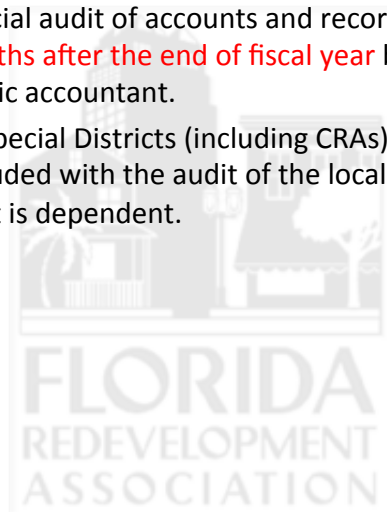 cial audit of accounts and recor
ths after the end of fiscal year
ic accountant.
pecial Districts (including CRAs)
uded with the audit of the local
t is dependent.
FLORIDA
REDEVELOPMENT
ASSOCIATION